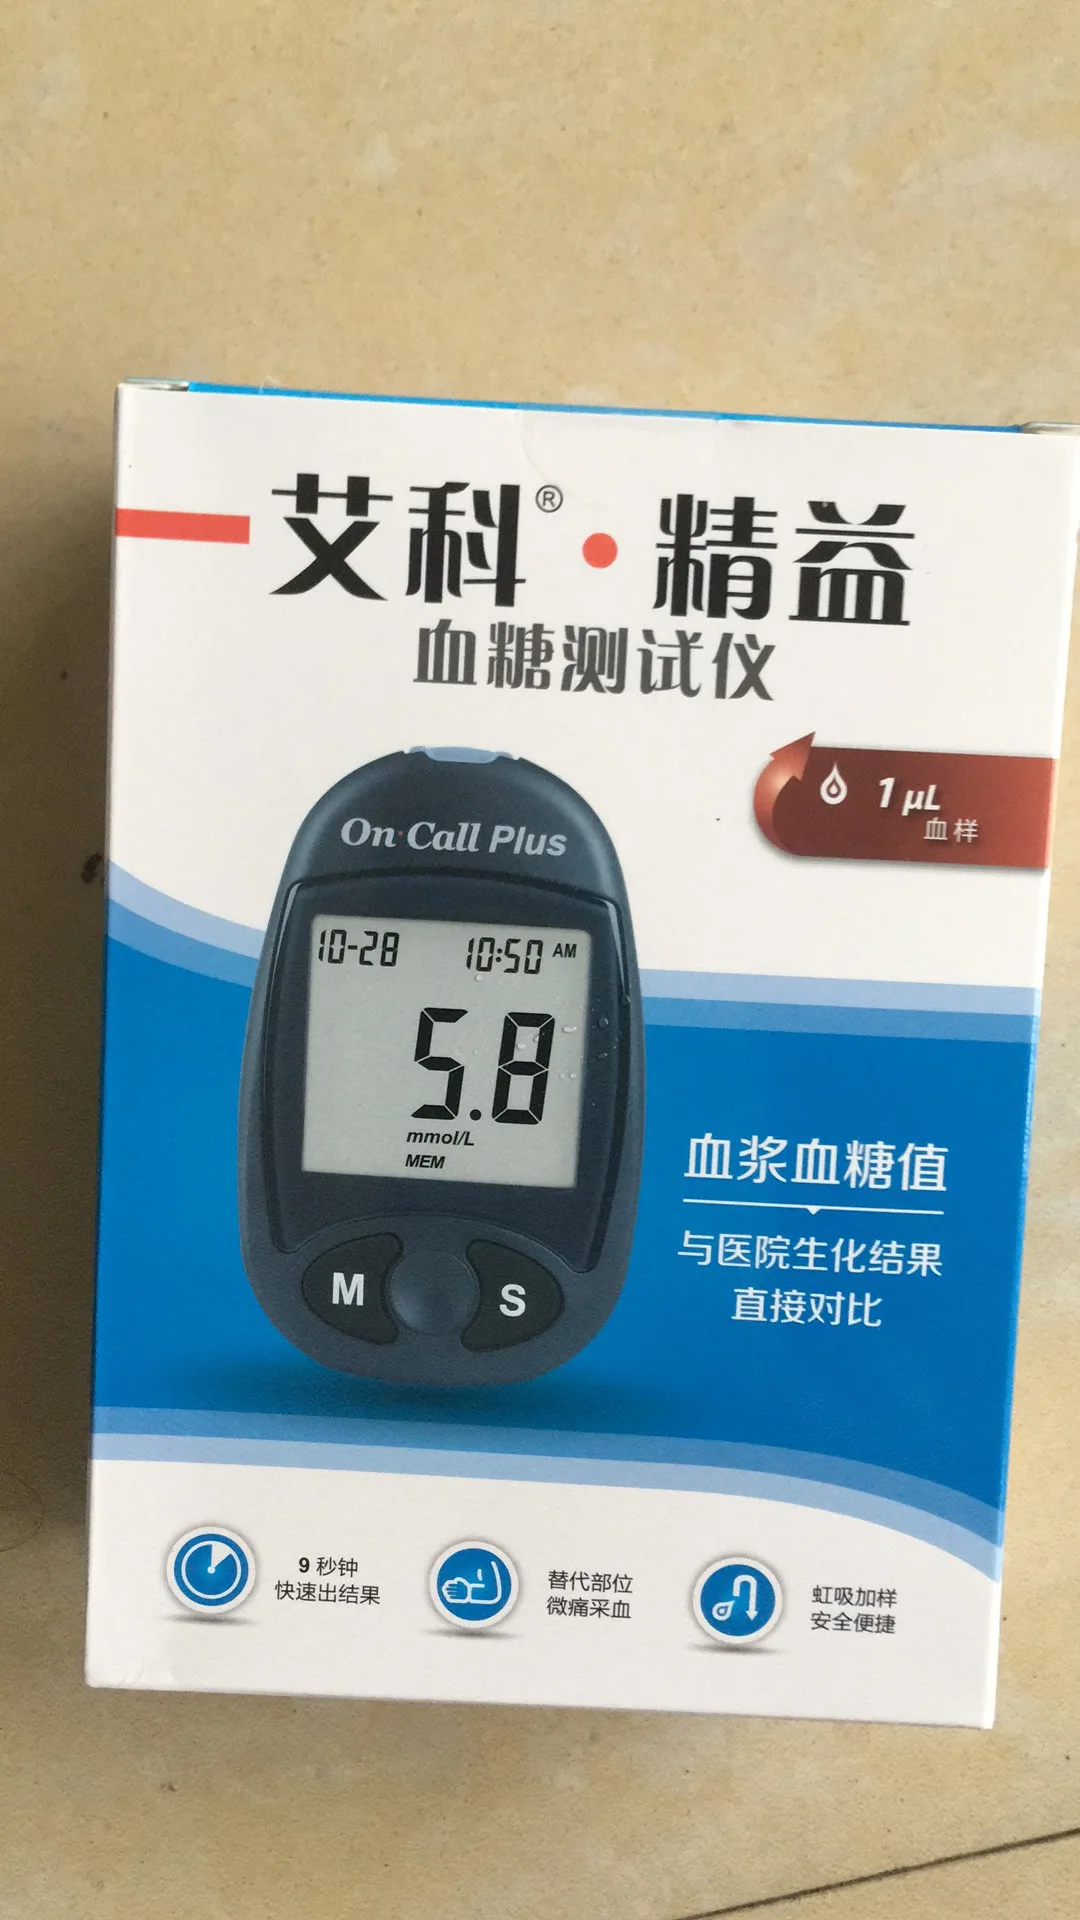 艾科®·精益
血糖测试仪
1 µL
血样
On·Call Plus
10-28 10:50 AM
5.8
mmol/L
MEM
M S
血浆血糖值
与医院生化结果
直接对比
9 秒钟
快速出结果
替代部位
微痛采血
虹吸加样
安全便捷